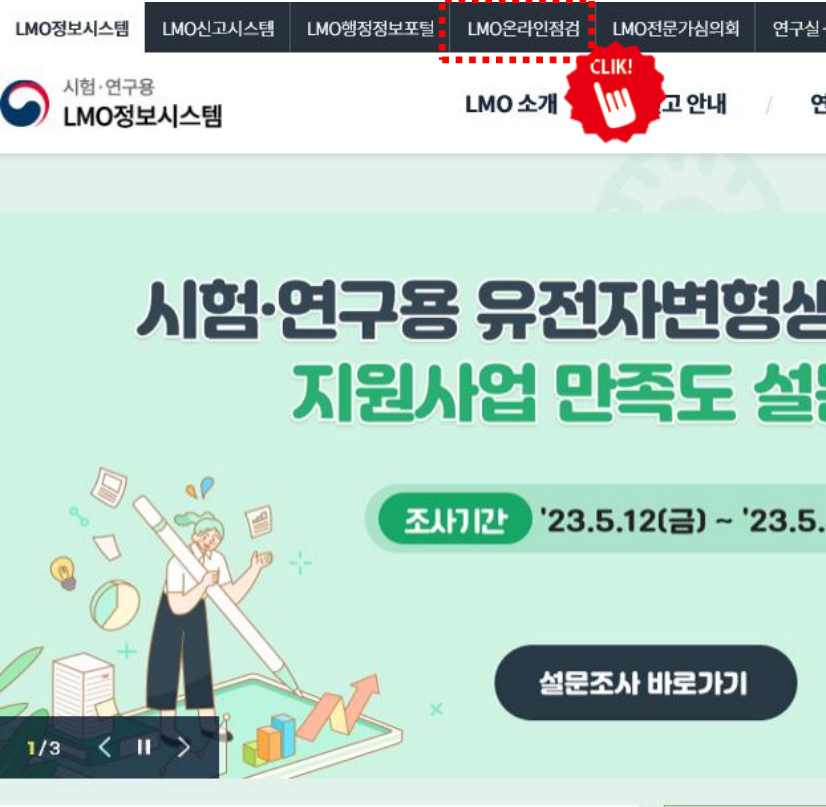 LMO정보시스템 LMO신고시스템 LMO행정정보포털 LMO온라인점검 LMO전문가심의회 연구실·
CLIK!
시험·연구용
LMO정보시스템
LMO 소개 고 안내 / 연
시험·연구용 유전자변형생
지원사업 만족도 설문
조사기간 '23.5.12(금) ~ '23.5.
설문조사 바로가기
1/3